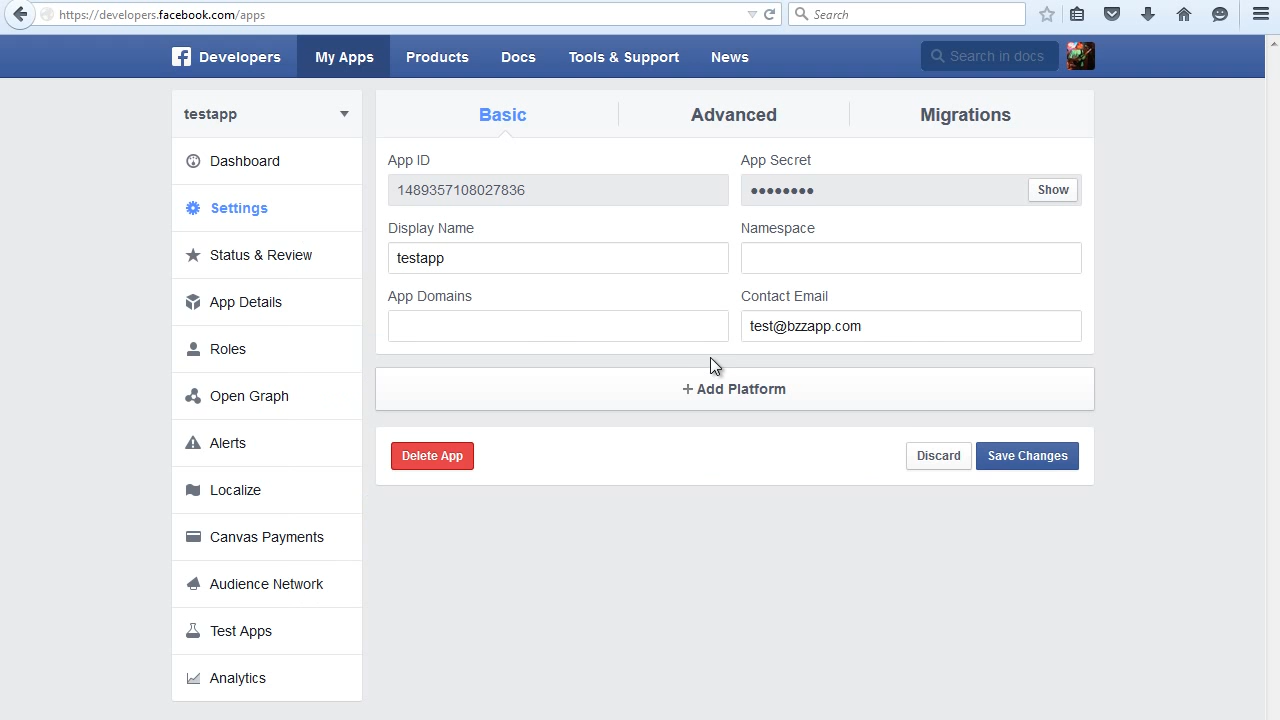 https://developers.facebook.com/apps
Search
Developers
My Apps
Products
Docs
Tools & Support
News
Search in docs
testapp
Dashboard
Settings
Status & Review
App Details
Roles
Open Graph
Alerts
Localize
Canvas Payments
Audience Network
Test Apps
Analytics
Basic
Advanced
Migrations
App ID
App Secret
1489357108027836
••••••••
Show
Display Name
Namespace
testapp
App Domains
Contact Email
test@bzzapp.com
+ Add Platform
Delete App
Discard
Save Changes